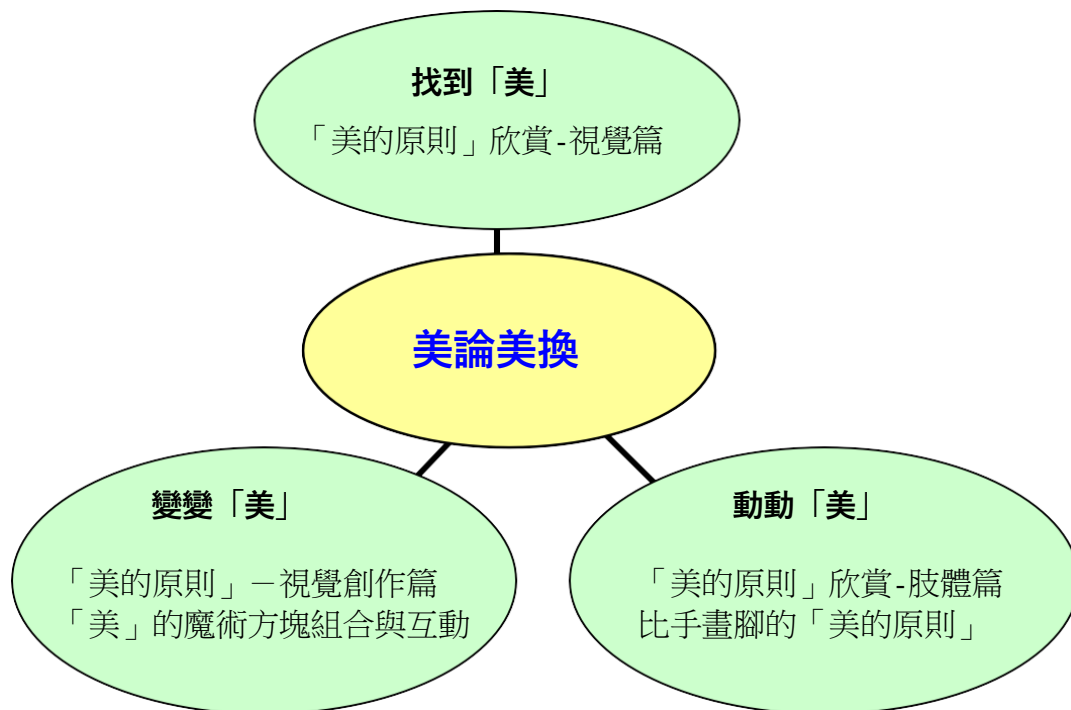 找到「美」
「美的原則」欣賞-視覺篇
美論美換
變變「美」
「美的原則」－視覺創作篇
「美」的魔術方塊組合與互動
動動「美」
「美的原則」欣賞-肢體篇
比手畫腳的「美的原則」